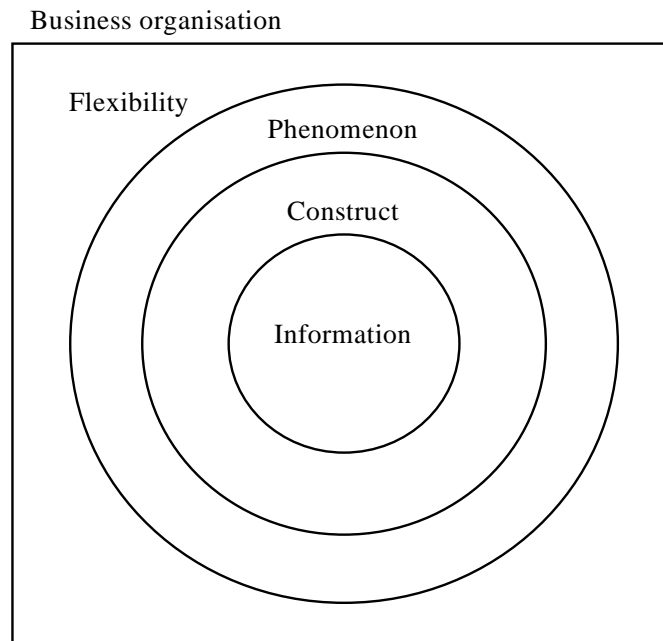 Business organisation
Flexibility
Phenomenon
Construct
Information